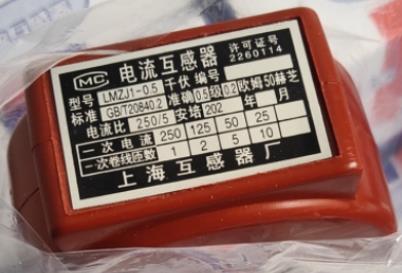 MC 电流互感器 许可证号 2260114
型号 LMZJ1-0.5 千伏 编号
标准 GB/T20840.2 准确 0.5 级 0.2 欧姆 50 赫芝
电流比 250/5 安培 202 年 月
一次电流 250 125 50 25
一次卷线匝数 1 2 5 10
上海互感器厂